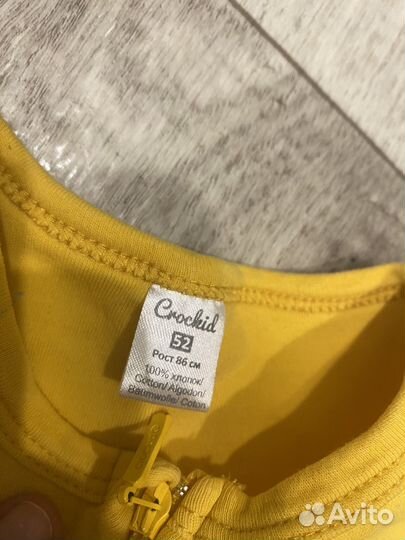 Crockid
52
Рост 86 см
100% хлопок/
Cotton/ Algodon/
Baumwolle/ Coton
Avito